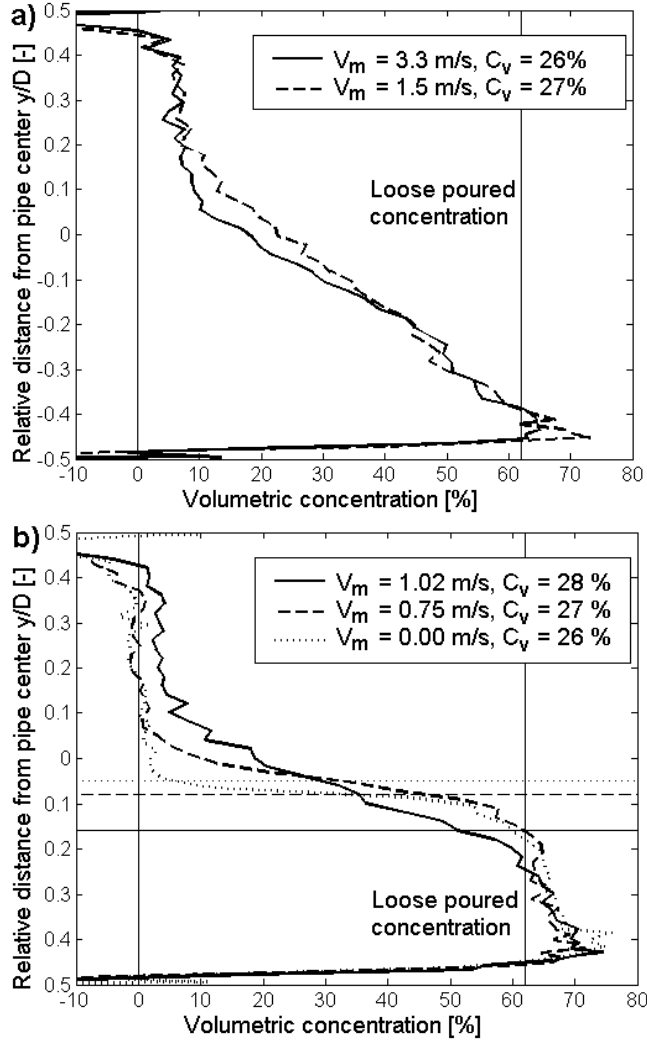 a)
0.5
0.4
0.3
0.2
0.1
0
-0.1
-0.2
-0.3
-0.4
-0.5
Relative distance from pipe center y/D [-]
Vm = 3.3 m/s, Cv = 26%
Vm = 1.5 m/s, Cv = 27%
Loose poured
concentration
-10 0 10 20 30 40 50 60 70 80
Volumetric concentration [%]
b)
0.5
0.4
0.3
0.2
0.1
0
0.1
0.2
0.3
0.4
0.5
Relative distance from pipe center y/D [-]
Vm = 1.02 m/s, Cv = 28 %
Vm = 0.75 m/s, Cv = 27 %
Vm = 0.00 m/s, Cv = 26 %
Loose poured
concentration
-10 0 10 20 30 40 50 60 70 80
Volumetric concentration [%]